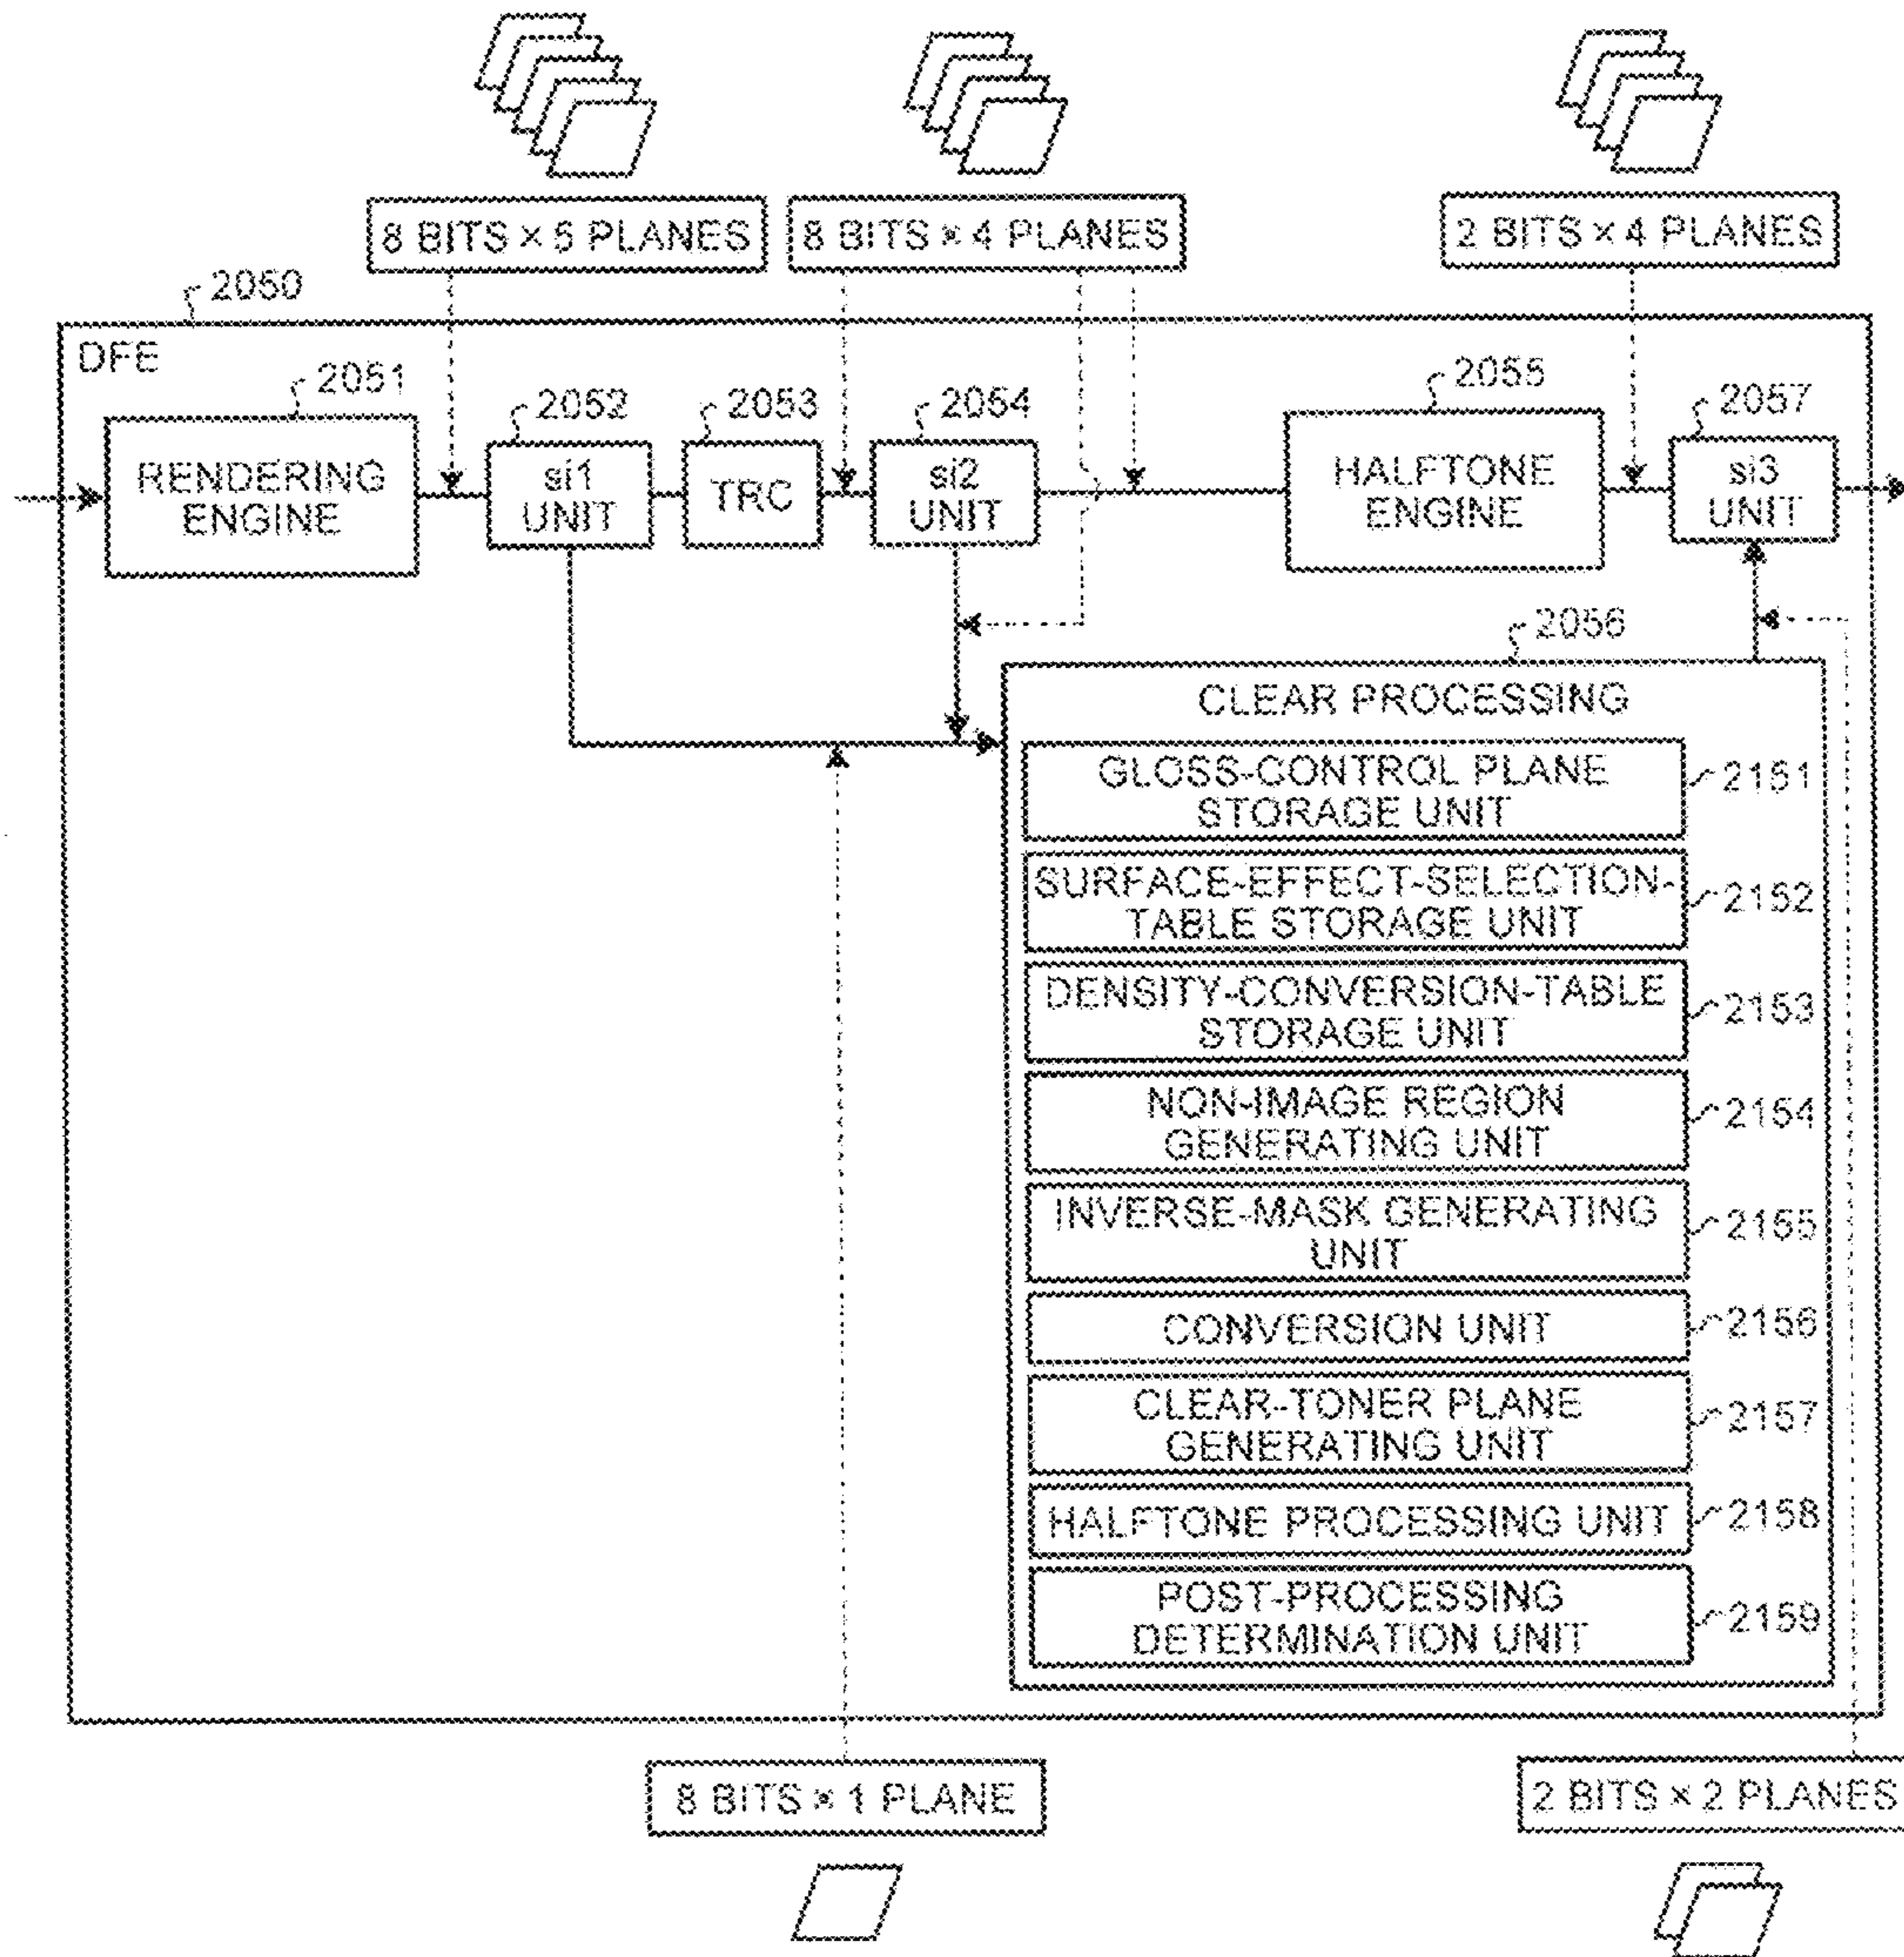 8 BITS × 5 PLANES
8 BITS × 4 PLANES
2 BITS × 4 PLANES
2050
DFE
2051
2052
2053
2054
2055
2057
RENDERING
ENGINE
si1
UNIT
TRC
si2
UNIT
HALFTONE
ENGINE
si3
UNIT
2056
CLEAR PROCESSING
GLOSS-CONTROL PLANE
STORAGE UNIT
2151
SURFACE-EFFECT-SELECTION-
TABLE STORAGE UNIT
2152
DENSITY-CONVERSION-TABLE
STORAGE UNIT
2153
NON-IMAGE REGION
GENERATING UNIT
2154
INVERSE-MASK GENERATING
UNIT
2155
CONVERSION UNIT
2156
CLEAR-TONER PLANE
GENERATING UNIT
2157
HALFTONE PROCESSING UNIT
2158
POST-PROCESSING
DETERMINATION UNIT
2159
8 BITS × 1 PLANE
2 BITS × 2 PLANES